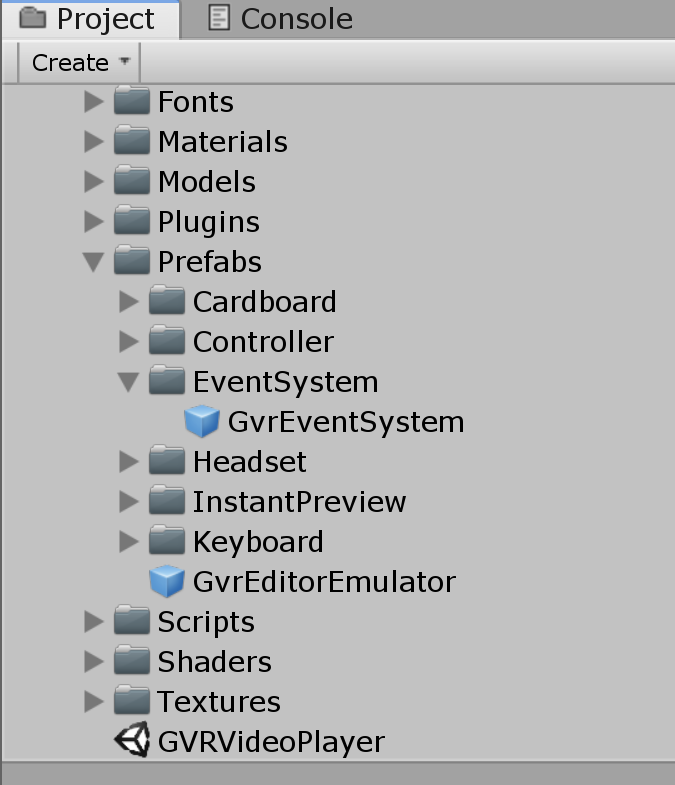 Project Console
Create
Fonts
Materials
Models
Plugins
Prefabs
Cardboard
Controller
EventSystem
GvrEventSystem
Headset
InstantPreview
Keyboard
GvrEditorEmulator
Scripts
Shaders
Textures
GVRVideoPlayer